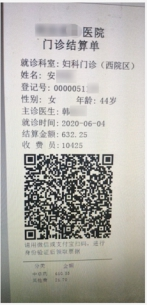 医院
门诊结算单
就诊科室: 妇科门诊（西院区）
姓名: 安
登记号: 0000051
性别: 女 年龄: 44岁
主诊医生: 韩
就诊时间: 2020-06-04
结算金额: 632.25
收 费 员: 10425